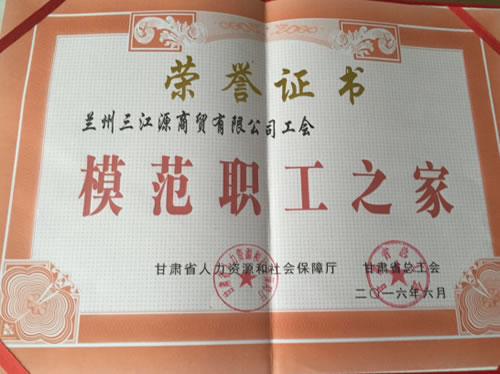 荣誉证书
兰州三江源商贸有限公司工会
模范职工之家
甘肃省人力资源和社会保障厅 甘肃省总工会
二〇一六年六月